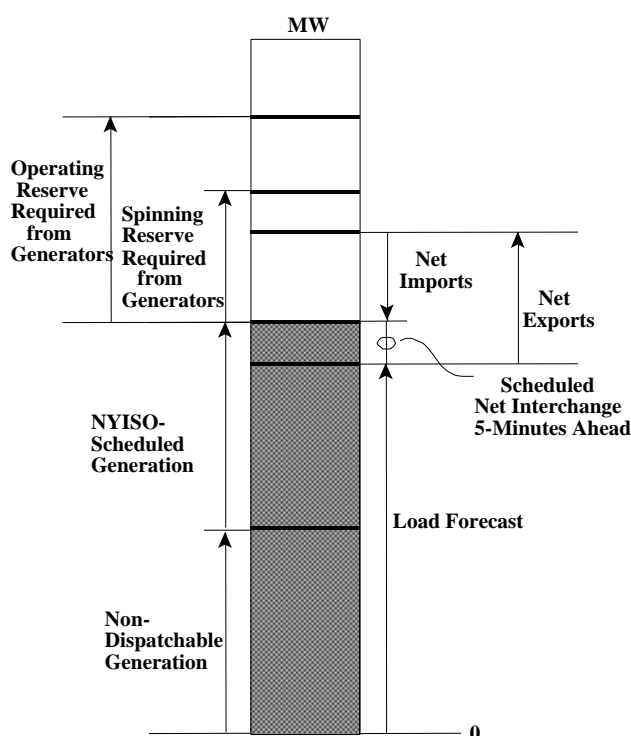 MW
Operating
Reserve
Required
from
Generators
Spinning
Reserve
Required
from
Generators
Net
Imports
Net
Exports
Scheduled
Net Interchange
5-Minutes Ahead
NYISO-
Scheduled
Generation
Load Forecast
Non-
Dispatchable
Generation
0